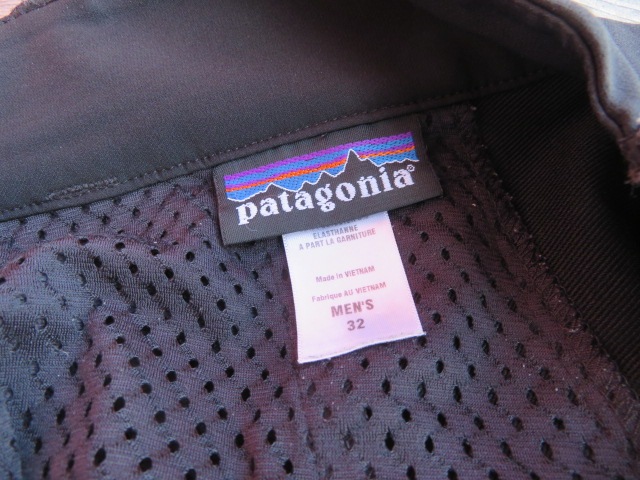 patagonia®
ELASTHANNE
A PART LA GARNITURE
Made in VIETNAM
Fabriqué AU VIETNAM
MEN'S
32